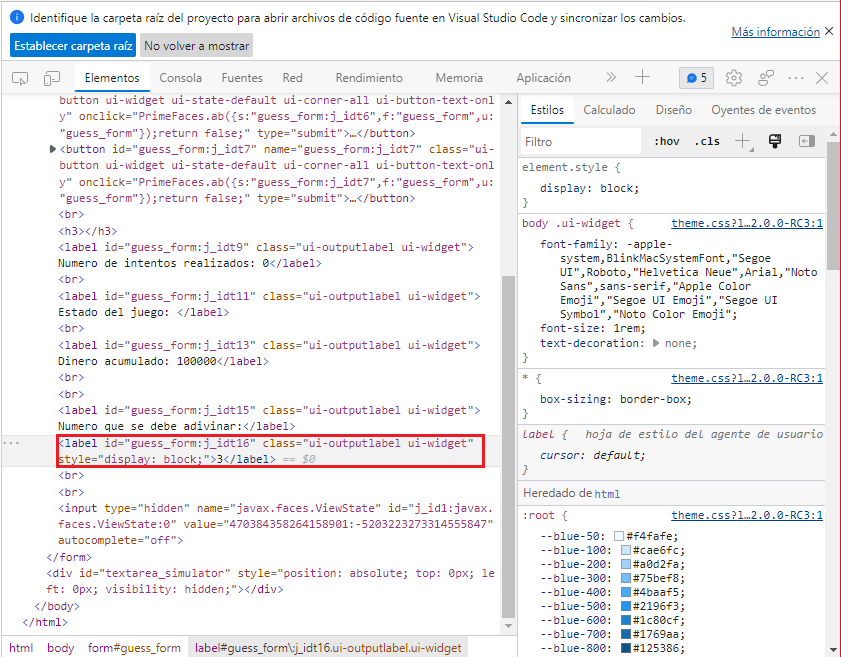 Identifique la carpeta raíz del proyecto para abrir archivos de código fuente en Visual Studio Code y sincronizar los cambios.
Más información
Establecer carpeta raíz No volver a mostrar
Elementos Consola Fuentes Red Rendimiento Memoria Aplicación 5
button ui-widget ui-state-default ui-corner-all ui-button-text-onl
y" onclick="PrimeFaces.ab({s:"guess_form:j_idt6",f:"guess_form",u:
"guess_form"});return false;" type="submit">…</button>
<button id="guess_form:j_idt7" name="guess_form:j_idt7" class="ui-
button ui-widget ui-state-default ui-corner-all ui-button-text-onl
y" onclick="PrimeFaces.ab({s:"guess_form:j_idt7",f:"guess_form",u:
"guess_form"});return false;" type="submit">…</button>
<br>
<h3></h3>
<label id="guess_form:j_idt9" class="ui-outputlabel ui-widget">
Numero de intentos realizados: 0</label>
<br>
<label id="guess_form:j_idt11" class="ui-outputlabel ui-widget">
Estado del juego: </label>
<br>
<label id="guess_form:j_idt13" class="ui-outputlabel ui-widget">
Dinero acumulado: 100000</label>
<br>
<br>
<label id="guess_form:j_idt15" class="ui-outputlabel ui-widget">
Numero que se debe adivinar:</label>
<label id="guess_form:j_idt16" class="ui-outputlabel ui-widget"
style="display: block;">3</label> == $0
<br>
<br>
<input type="hidden" name="javax.faces.ViewState" id="j_id1:javax.
faces.ViewState:0" value="470384358264158901:-5203223273314555847"
autocomplete="off">
</form>
<div id="textarea_simulator" style="position: absolute; top: 0px; le
ft: 0px; visibility: hidden;"></div>
</body>
</html>
html body form#guess_form label#guess_form\:j_idt16.ui-outputlabel.ui-widget
Estilos Calculado Diseño Oyentes de eventos
Filtro :hov .cls
element.style {
display: block;
}
body .ui-widget { theme.css?l…2.0.0-RC3:1
font-family: -apple-
system,BlinkMacSystemFont,"Segoe
UI",Roboto,"Helvetica Neue",Arial,"Noto
Sans",sans-serif,"Apple Color
Emoji","Segoe UI Emoji","Segoe UI
Symbol","Noto Color Emoji";
font-size: 1rem;
text-decoration: none;
}
* { theme.css?l…2.0.0-RC3:1
box-sizing: border-box;
}
label { hoja de estilo del agente de usuario
cursor: default;
}
Heredado de html
:root { theme.css?l…2.0.0-RC3:1
--blue-50: #f4fafe;
--blue-100: #cae6fc;
--blue-200: #a0d2fa;
--blue-300: #75bef8;
--blue-400: #4baaf5;
--blue-500: #2196f3;
--blue-600: #1c80cf;
--blue-700: #1769aa;
--blue-800: #125386;